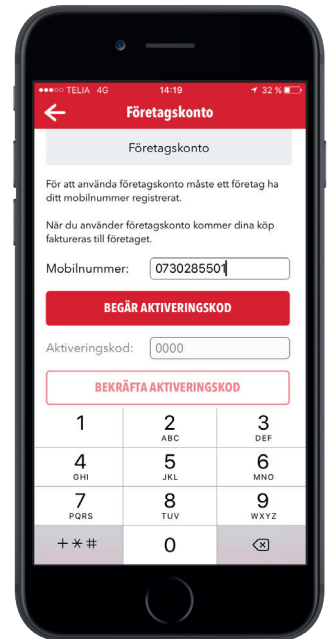 TELIA 4G 14:19 32 %
Företagskonto
Företagskonto
För att använda företagskonto måste ett företag ha
ditt mobilnummer registrerat.
När du använder företagskonto kommer dina köp
faktureras till företaget.
Mobilnummer: 0730285501
BEGÄR AKTIVERINGSKOD
Aktiveringskod: 0000
BEKRÄFTA AKTIVERINGSKOD
1 2 3
ABC DEF
4 5 6
GHI JKL MNO
7 8 9
PQRS TUV WXYZ
+*# 0